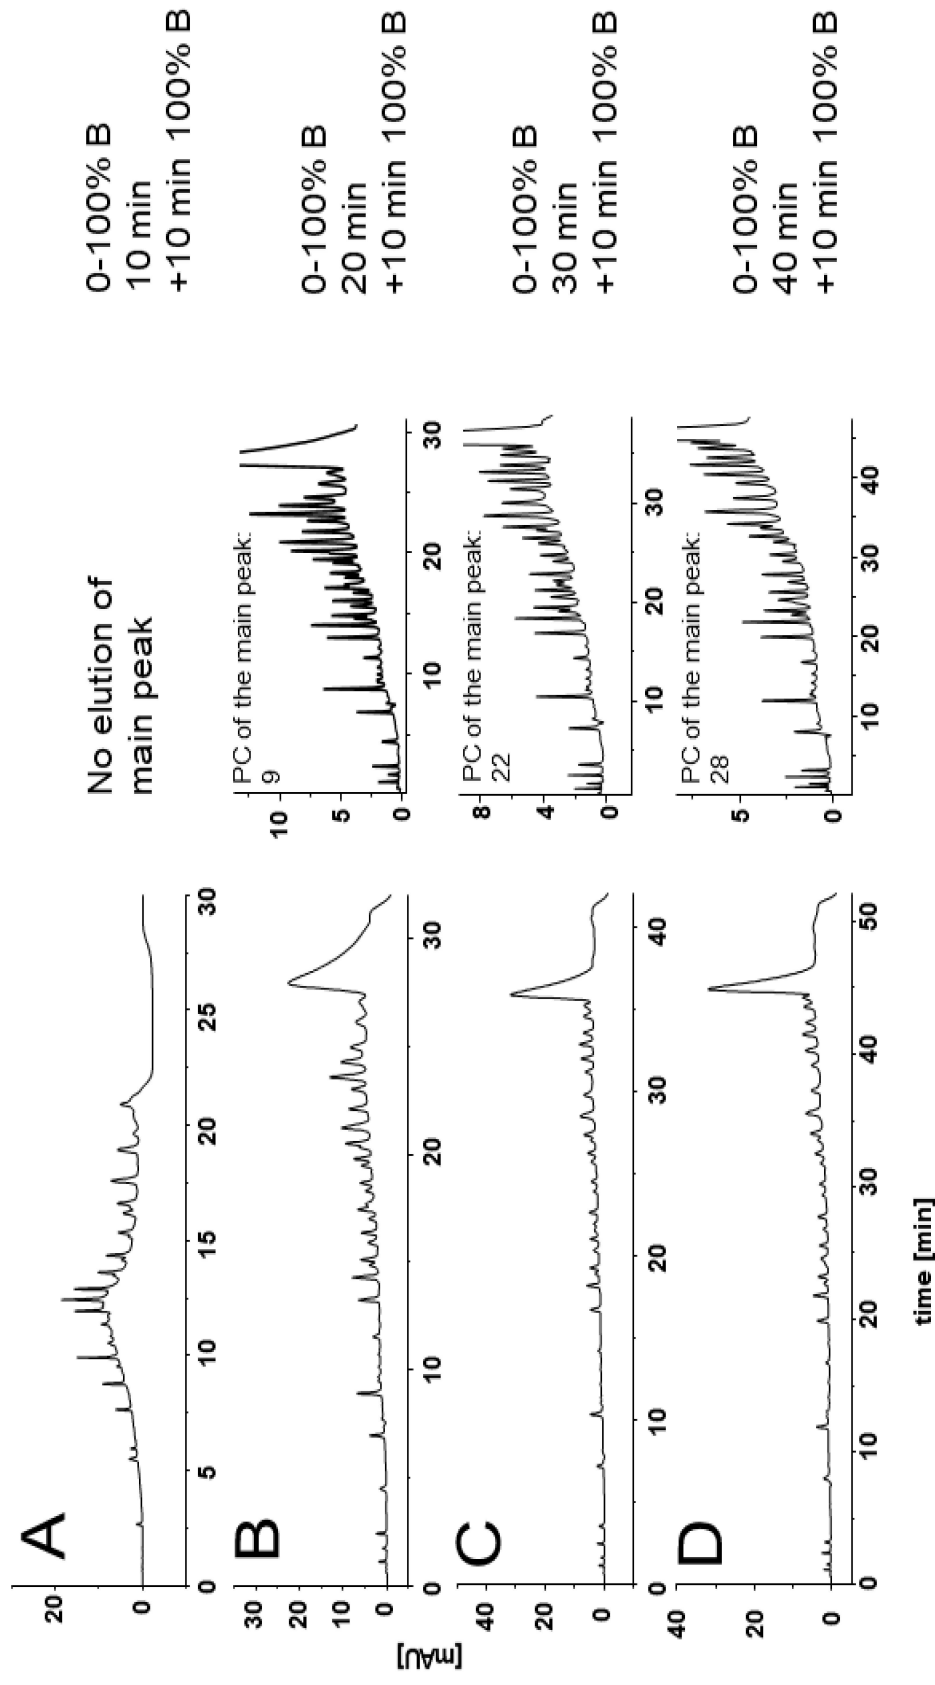 A
20
0
0
5
10
15
20
25
30
No elution of
main peak
0-100% B
10 min
+10 min 100% B
B
30
20
10
0
0
10
20
30
PC of the main peak:
9
10
5
0
10
20
30
0-100% B
20 min
+10 min 100% B
[mAU]
C
40
20
0
0
10
20
30
40
PC of the main peak:
22
8
4
0
10
20
30
0-100% B
30 min
+10 min 100% B
D
40
20
0
0
10
20
30
40
50
PC of the main peak:
28
5
0
10
20
30
40
0-100% B
40 min
+10 min 100% B
time [min]